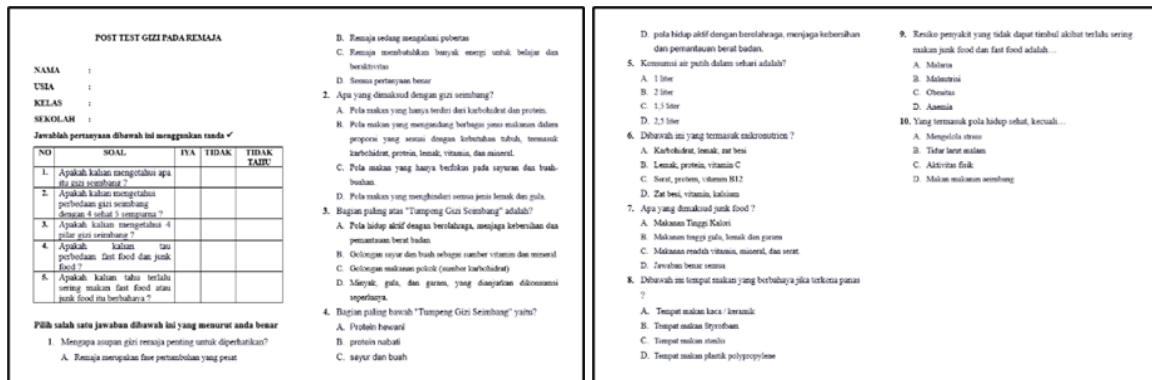 POST TEST GIZI PADA REMAJA
NAMA :
USIA :
KELAS :
SEKOLAH :
Jawablah pertanyaan dibawah ini menggunkan tanda ✓
NO SOAL IYA TIDAK TIDAK TAHU
1. Apakah kalian mengetahui apa
itu gizi seimbang ?
2. Apakah kalian mengetahui
perbedaan gizi seimbang
dengan 4 sehat 5 sempurna ?
3. Apakah kalian mengetahui 4
pilar gizi seimbang ?
4. Apakah kalian tau
perbedaan fast food dan junk
food ?
5. Apakah kalian tahu terlalu
sering makan fast food atau
junk food itu berbahaya ?
Pilih salah satu jawaban dibawah ini yang menurut anda benar
1. Mengapa asupan gizi remaja penting untuk diperhatikan?
A. Remaja merupakan fase pertumbuhan yang pesat
B. Remaja sedang mengalami pubertas
C. Remaja membutuhkan banyak energi untuk belajar dan
beraktivitas
D. Semua pertanyaan benar
2. Apa yang dimaksud dengan gizi seimbang?
A. Pola makan yang hanya terdiri dari karbohidrat dan protein.
B. Pola makan yang mengandung berbagai jenis makanan dalam
proporsi yang sesuai dengan kebutuhan tubuh, termasuk
karbohidrat, protein, lemak, vitamin, dan mineral.
C. Pola makan yang hanya berfokus pada sayuran dan buah-
buahan.
D. Pola makan yang menghindari semua jenis lemak dan gula.
3. Bagian paling atas "Tumpeng Gizi Seimbang" adalah?
A. Pola hidup aktif dengan berolahraga, menjaga kebersihan dan
pemantauan berat badan
B. Golongan sayur dan buah sebagai sumber vitamin dan mineral
C. Golongan makanan pokok (sumber karbohidrat)
D. Minyak, gula, dan garam, yang dianjurkan dikonsumsi
seperlunya.
4. Bagian paling bawah "Tumpeng Gizi Seimbang" yaitu?
A. Protein hewani
B. protein nabati
C. sayur dan buah
D. pola hidup aktif dengan berolahraga, menjaga kebersihan
dan pemantauan berat badan.
5. Konsumsi air putih dalam sehari adalah?
A. 1 liter
B. 2 liter
C. 1,5 liter
D. 2,5 liter
6. Dibawah ini yang termasuk mikronutrien ?
A. Karbohidrat, lemak, zat besi
B. Lemak, protein, vitamin C
C. Serat, protein, vitamin B12
D. Zat besi, vitamin, kalsium
7. Apa yang dimaksud junk food ?
A. Makanan Tinggi Kalori
B. Makanan tinggi gula, lemak dan garam
C. Makanan rendah vitamin, mineral, dan serat.
D. Jawaban benar semua
8. Dibawah ini tempat makan yang berbahaya jika terkena panas
?
A. Tempat makan kaca / keramik
B. Tempat makan Styrofoam
C. Tempat makan stenlis
D. Tempat makan plastik polypropylene
9. Resiko penyakit yang tidak dapat timbul akibat terlalu sering
makan junk food dan fast food adalah…
A. Malaria
B. Malnutrisi
C. Obesitas
D. Anemia
10. Yang termasuk pola hidup sehat, kecuali…
A. Mengelola stress
B. Tidur larut malam
C. Aktivitas fisik
D. Makan makanan seembang